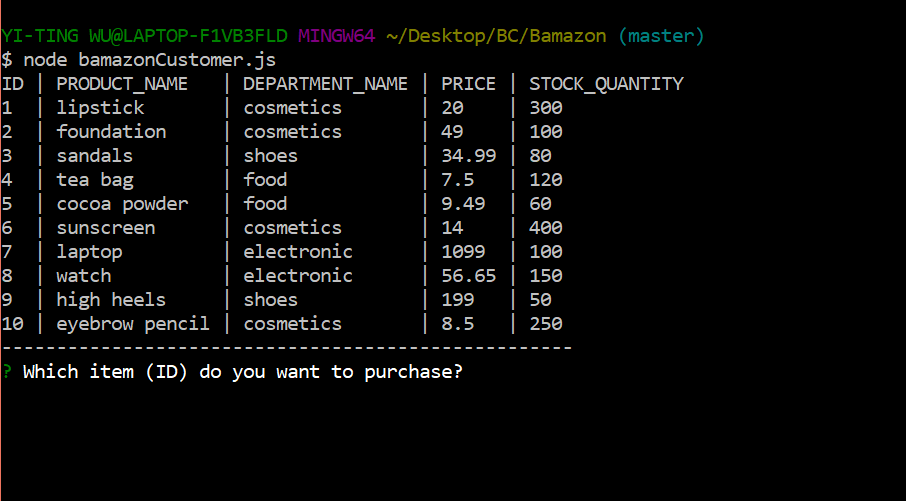 YI-TING WU@LAPTOP-F1VB3FLD MINGW64 ~/Desktop/BC/Bamazon (master)
$ node bamazonCustomer.js
ID | PRODUCT_NAME   | DEPARTMENT_NAME | PRICE | STOCK_QUANTITY
1  | lipstick       | cosmetics       | 20    | 300
2  | foundation     | cosmetics       | 49    | 100
3  | sandals        | shoes           | 34.99 | 80
4  | tea bag        | food            | 7.5   | 120
5  | cocoa powder   | food            | 9.49  | 60
6  | sunscreen      | cosmetics       | 14    | 400
7  | laptop         | electronic      | 1099  | 100
8  | watch          | electronic      | 56.65 | 150
9  | high heels     | shoes           | 199   | 50
10 | eyebrow pencil | cosmetics       | 8.5   | 250
----------------------------------------------------
? Which item (ID) do you want to purchase?